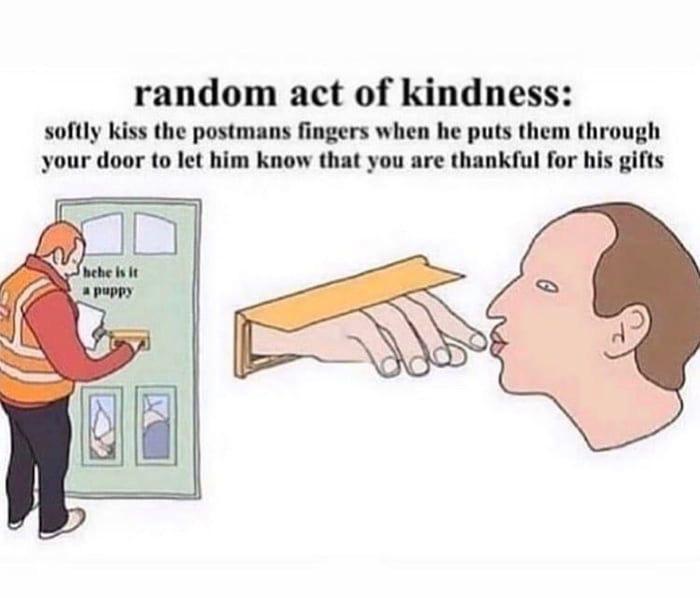 random act of kindness:
softly kiss the postmans fingers when he puts them through
your door to let him know that you are thankful for his gifts
hehe is it
a puppy